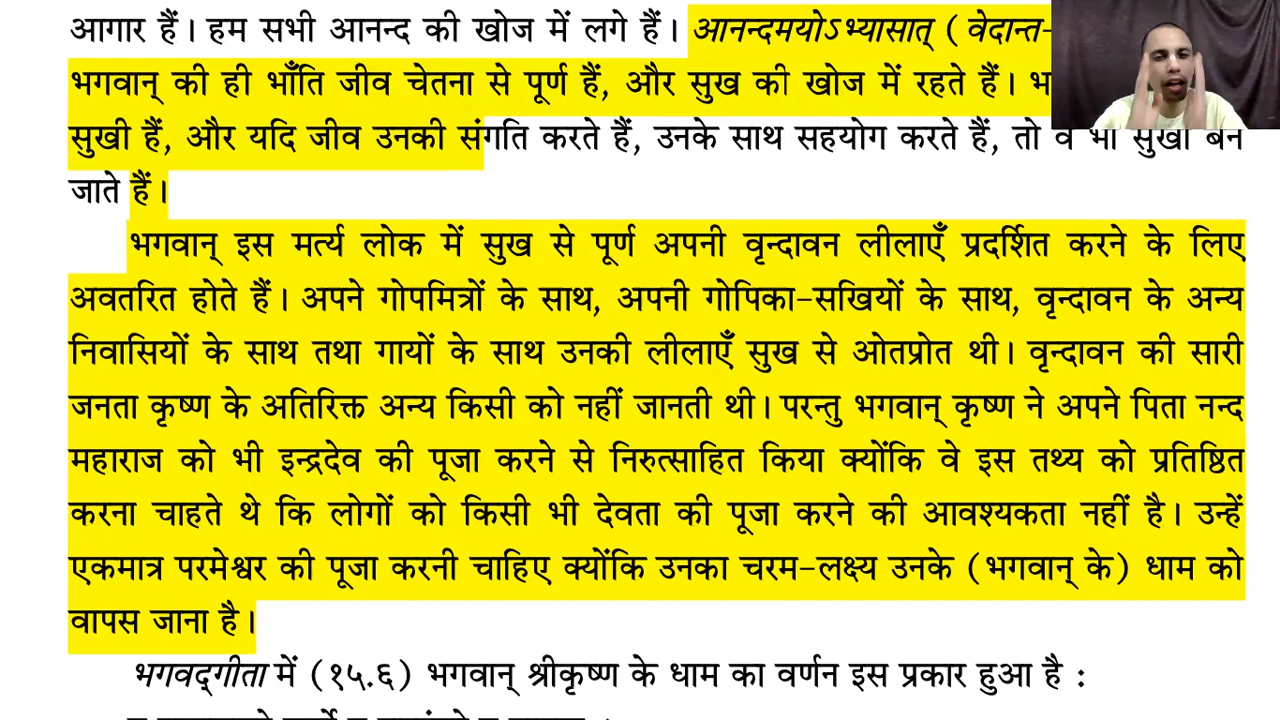 आगार हैं। हम सभी आनन्द की खोज में लगे हैं। आनन्दमयोऽभ्यासात् (वेदान्त-
भगवान् की ही भाँति जीव चेतना से पूर्ण हैं, और सुख की खोज में रहते हैं।
सुखी हैं, और यदि जीव उनकी संगति करते हैं, उनके साथ सहयोग करते हैं, तो वे भी सुखी बन
जाते हैं।
भगवान् इस मर्त्य लोक में सुख से पूर्ण अपनी वृन्दावन लीलाएँ प्रदर्शित करने के लिए
अवतरित होते हैं। अपने गोपमित्रों के साथ, अपनी गोपिका-सखियों के साथ, वृन्दावन के अन्य
निवासियों के साथ तथा गायों के साथ उनकी लीलाएँ सुख से ओतप्रोत थी। वृन्दावन की सारी
जनता कृष्ण के अतिरिक्त अन्य किसी को नहीं जानती थी। परन्तु भगवान् कृष्ण ने अपने पिता नन्द
महाराज को भी इन्द्रदेव की पूजा करने से निरुत्साहित किया क्योंकि वे इस तथ्य को प्रतिष्ठित
करना चाहते थे कि लोगों को किसी भी देवता की पूजा करने की आवश्यकता नहीं है। उन्हें
एकमात्र परमेश्वर की पूजा करनी चाहिए क्योंकि उनका चरम-लक्ष्य उनके (भगवान् के) धाम को
वापस जाना है।
भगवद्‌गीता में (१५.६) भगवान् श्रीकृष्ण के धाम का वर्णन इस प्रकार हुआ है :